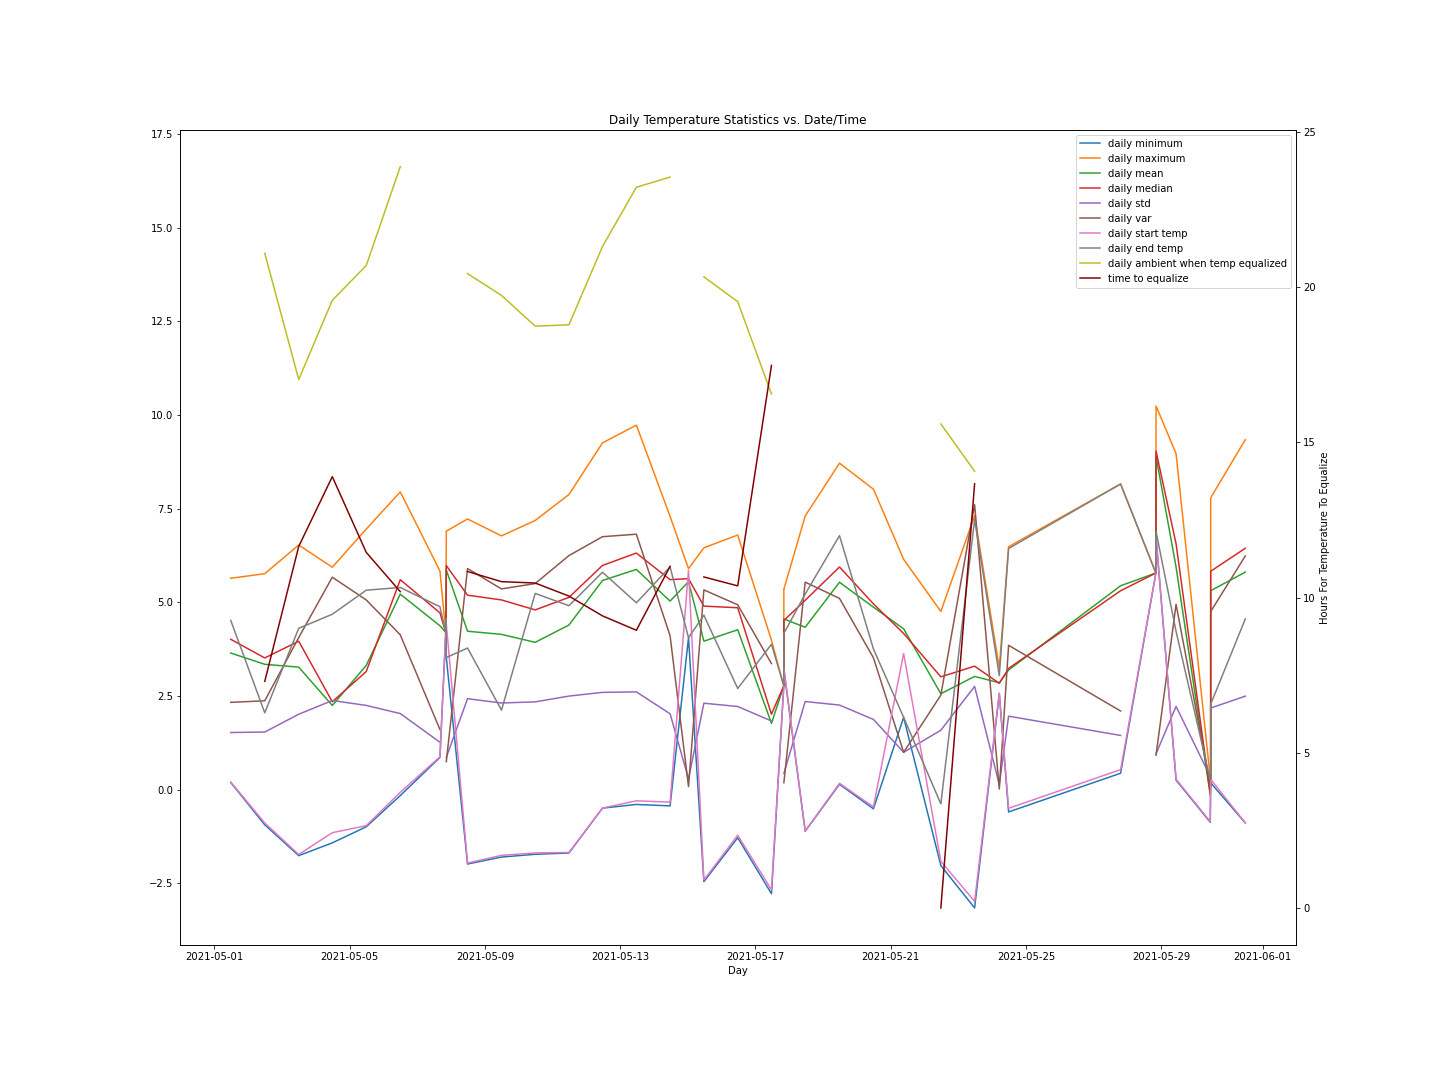 Daily Temperature Statistics vs. Date/Time
17.5
15.0
12.5
10.0
7.5
5.0
2.5
0.0
−2.5
25
20
15
10
5
0
Hours For Temperature To Equalize
daily minimum
daily maximum
daily mean
daily median
daily std
daily var
daily start temp
daily end temp
daily ambient when temp equalized
time to equalize
2021-05-01
2021-05-05
2021-05-09
2021-05-13
2021-05-17
2021-05-21
2021-05-25
2021-05-29
2021-06-01
Day